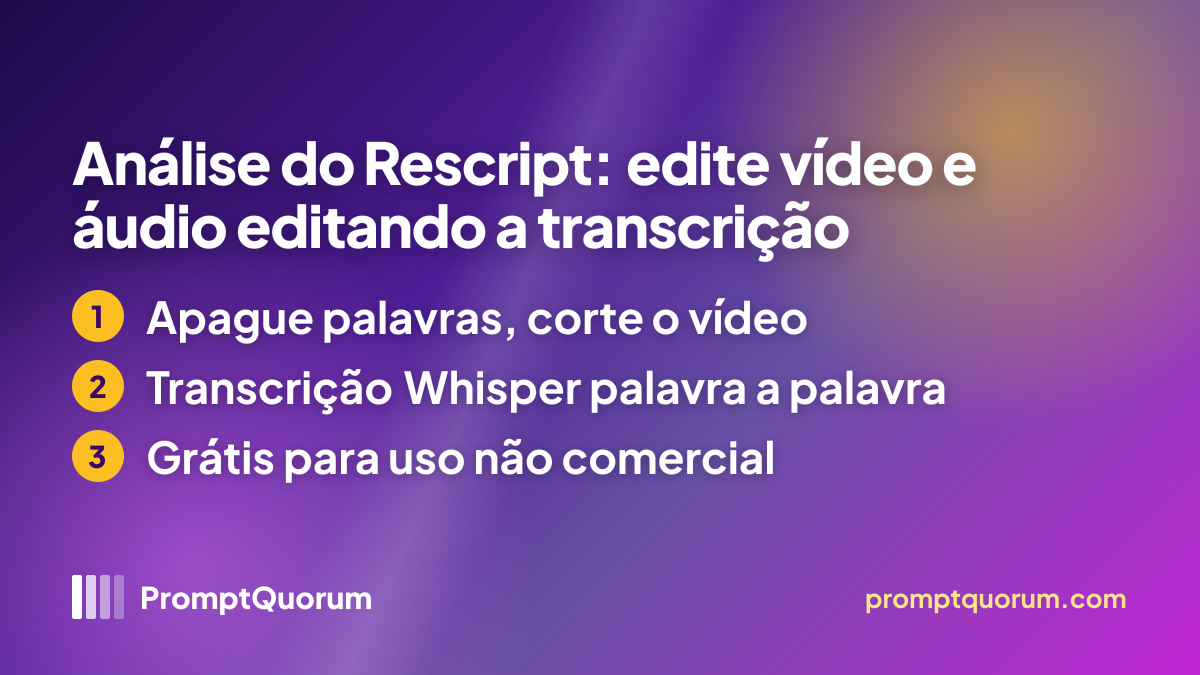 Análise do Rescript: edite vídeo e
áudio editando a transcrição
1 Apague palavras, corte o vídeo
2 Transcrição Whisper palavra a palavra
3 Grátis para uso não comercial
PromptQuorum
promptquorum.com